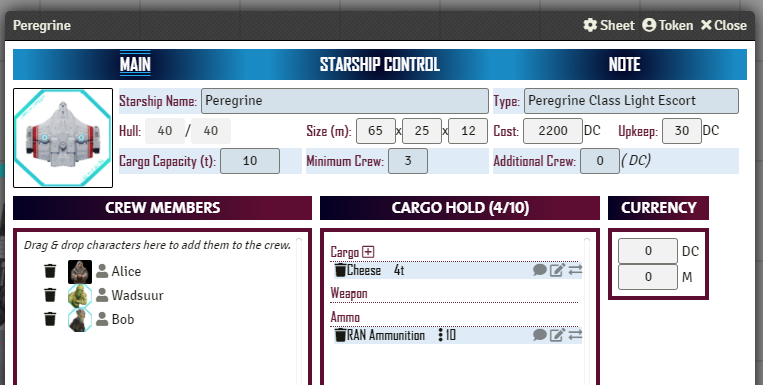 Peregrine Sheet Token Close
MAIN STARSHIP CONTROL NOTE
Starship Name: Peregrine Type: Peregrine Class Light Escort
Hull: 40 / 40 Size (m): 65 x 25 x 12 Cost: 2200 DC Upkeep: 30 DC
Cargo Capacity (t): 10 Minimum Crew: 3 Additional Crew: 0 (DC)
CREW MEMBERS CARGO HOLD (4/10) CURRENCY
Drag & drop characters here to add them to the crew.
Alice
Wadsuur
Bob
Cargo
Cheese 4t
Weapon
Ammo
RAN Ammunition 10
0 DC
0 M